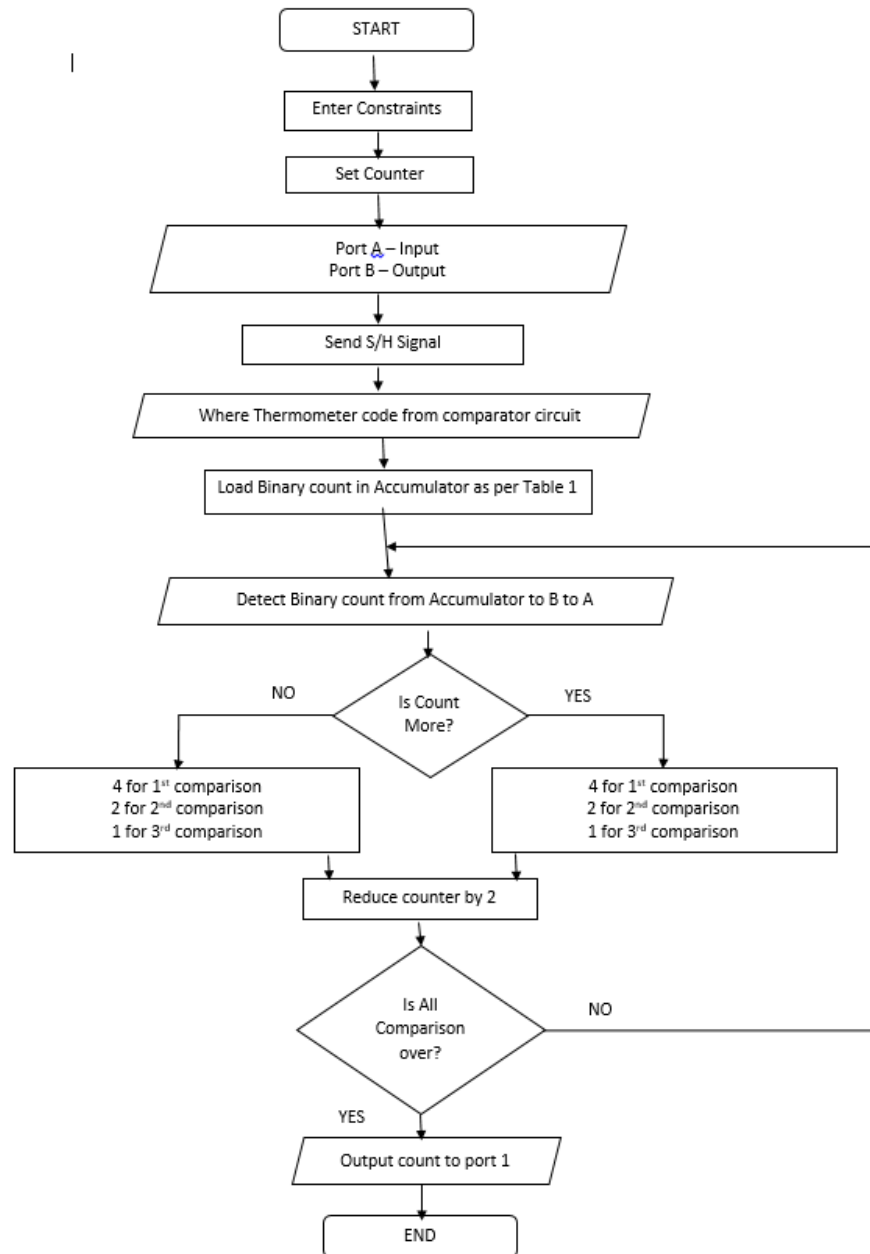 START
Enter Constraints
Set Counter
Port A – Input
Port B – Output
Send S/H Signal
Where Thermometer code from comparator circuit
Load Binary count in Accumulator as per Table 1
Detect Binary count from Accumulator to B to A
Is Count
More?
NO
YES
4 for 1st comparison
2 for 2nd comparison
1 for 3rd comparison
4 for 1st comparison
2 for 2nd comparison
1 for 3rd comparison
Reduce counter by 2
Is All
Comparison
over?
NO
YES
Output count to port 1
END